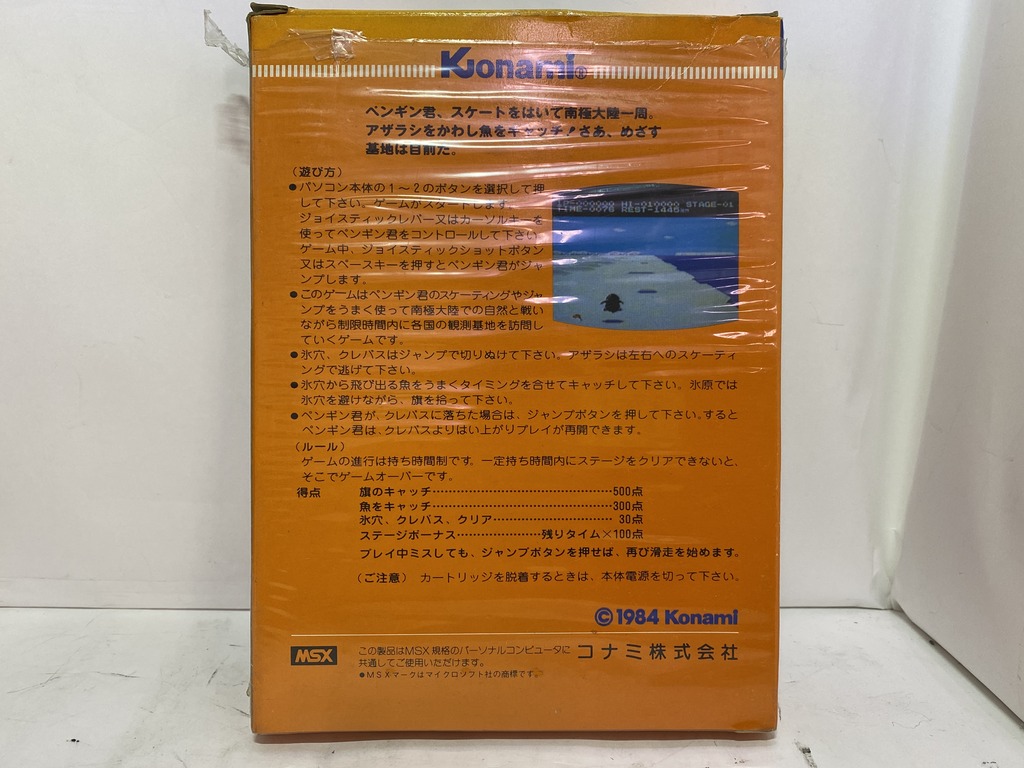 Konami®
ペンギン君、スケートをはいて南極大陸一周。
アザラシをかわし魚をキャッチ!さあ、めざす
基地は目前だ。
(遊び方)
●パソコン本体の1〜2のボタンを選択して押
して下さい。ゲームがスタートします。
ジョイスティックレバー又はカーソルキーを
使ってペンギン君をコントロールして下さい。
ゲーム中、ジョイスティックショットボタン
又はスペースキーを押すとペンギン君がジャ
ンプします。
●このゲームはペンギン君のスケーティングやジャ
ンプをうまく使って南極大陸での自然と戦い
ながら制限時間内に各国の観測基地を訪問し
ていくゲームです。
1P-000000 HI-010000 STAGE-01
TIME-0078 REST-1445km
●氷穴、クレバスはジャンプで切りぬけて下さい。アザラシは左右へのスケーティ
ングで逃げて下さい。
●氷穴から飛び出る魚をうまくタイミングを合せてキャッチして下さい。氷原では
氷穴を避けながら、旗を拾って下さい。
●ペンギン君が、クレバスに落ちた場合は、ジャンプボタンを押して下さい。すると
ペンギン君は、クレバスよりはい上がりプレイが再開できます。
(ルール)
ゲームの進行は持ち時間制です。一定持ち時間内にステージをクリアできないと、
そこでゲームオーバーです。
得点 旗のキャッチ…………………………500点
魚をキャッチ…………………………300点
氷穴、クレバス、クリア………………30点
ステージボーナス……………残りタイム×100点
プレイ中ミスしても、ジャンプボタンを押せば、再び滑走を始めます。
(ご注意) カートリッジを脱着するときは、本体電源を切って下さい。
©1984 Konami
MSX
この製品はMSX規格のパーソナルコンピュータに
共通してご使用いただけます。
●MSXマークはマイクロソフト社の商標です。
コナミ株式会社